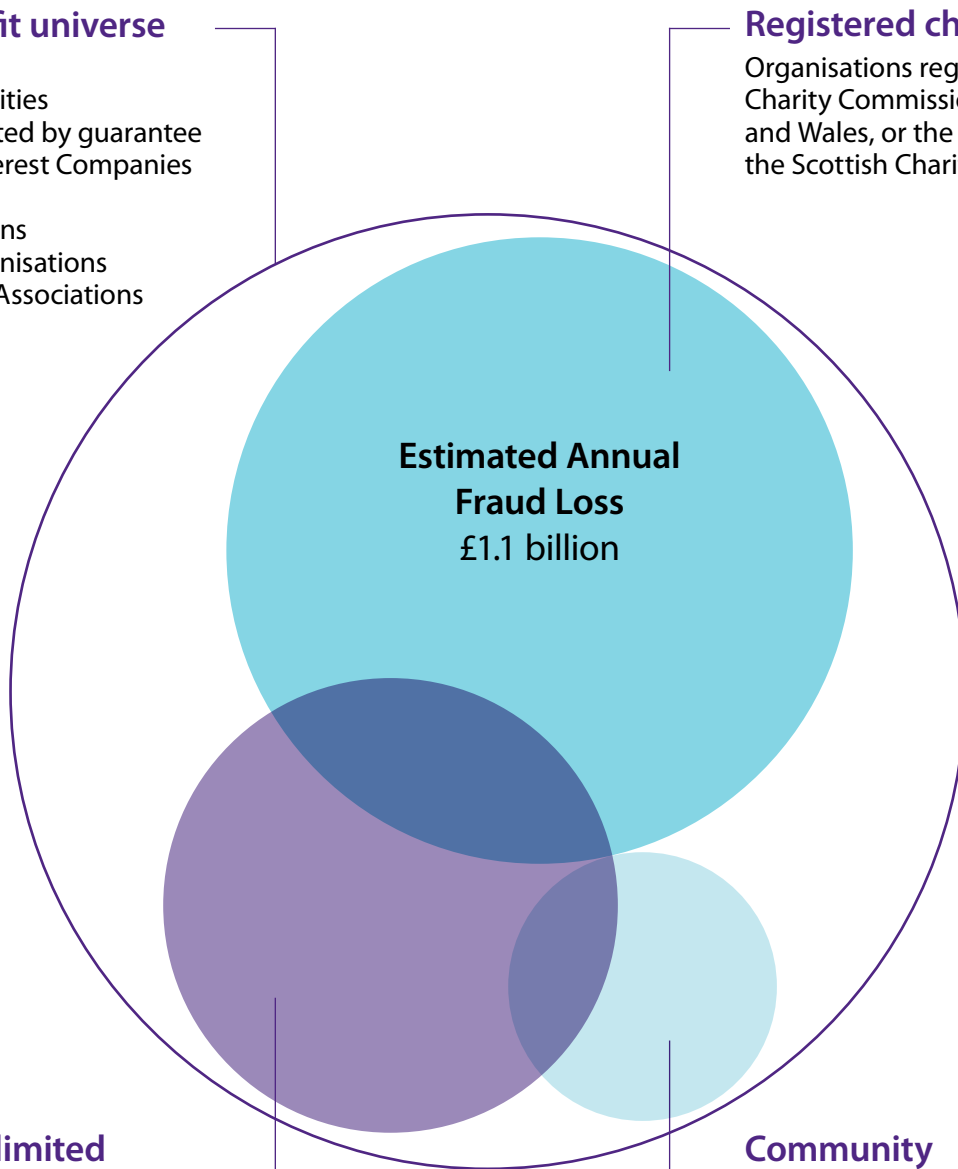 fit universe
ities
ted by guarantee
erest Companies
ns
nisations
Associations
Registered ch
Organisations reg
Charity Commissi
and Wales, or the
the Scottish Chari
Estimated Annual
Fraud Loss
£1.1 billion
limited
Community